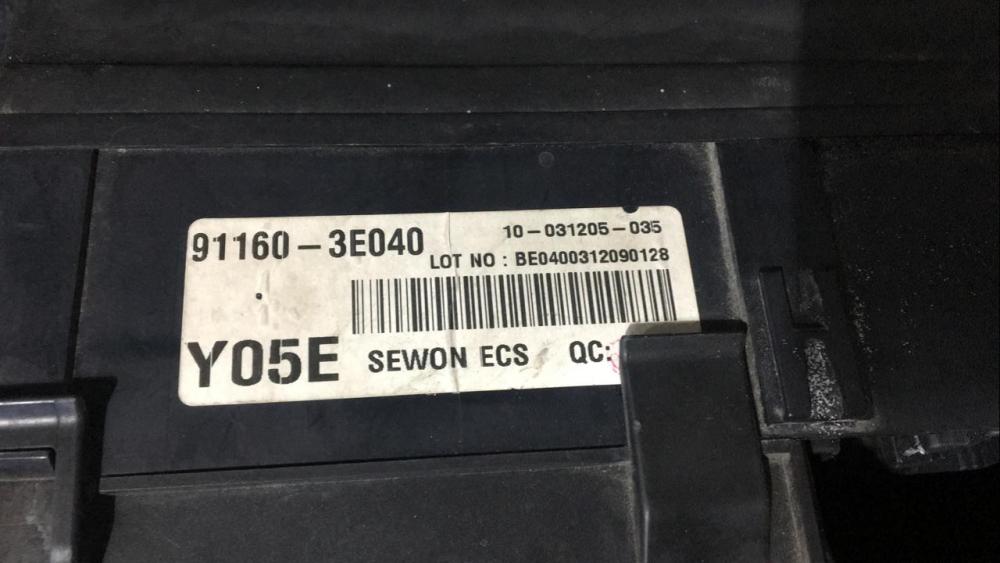 91160-3E040
10-031205-035
LOT NO : BE0400312090128
Y05E
SEWON ECS
QC: